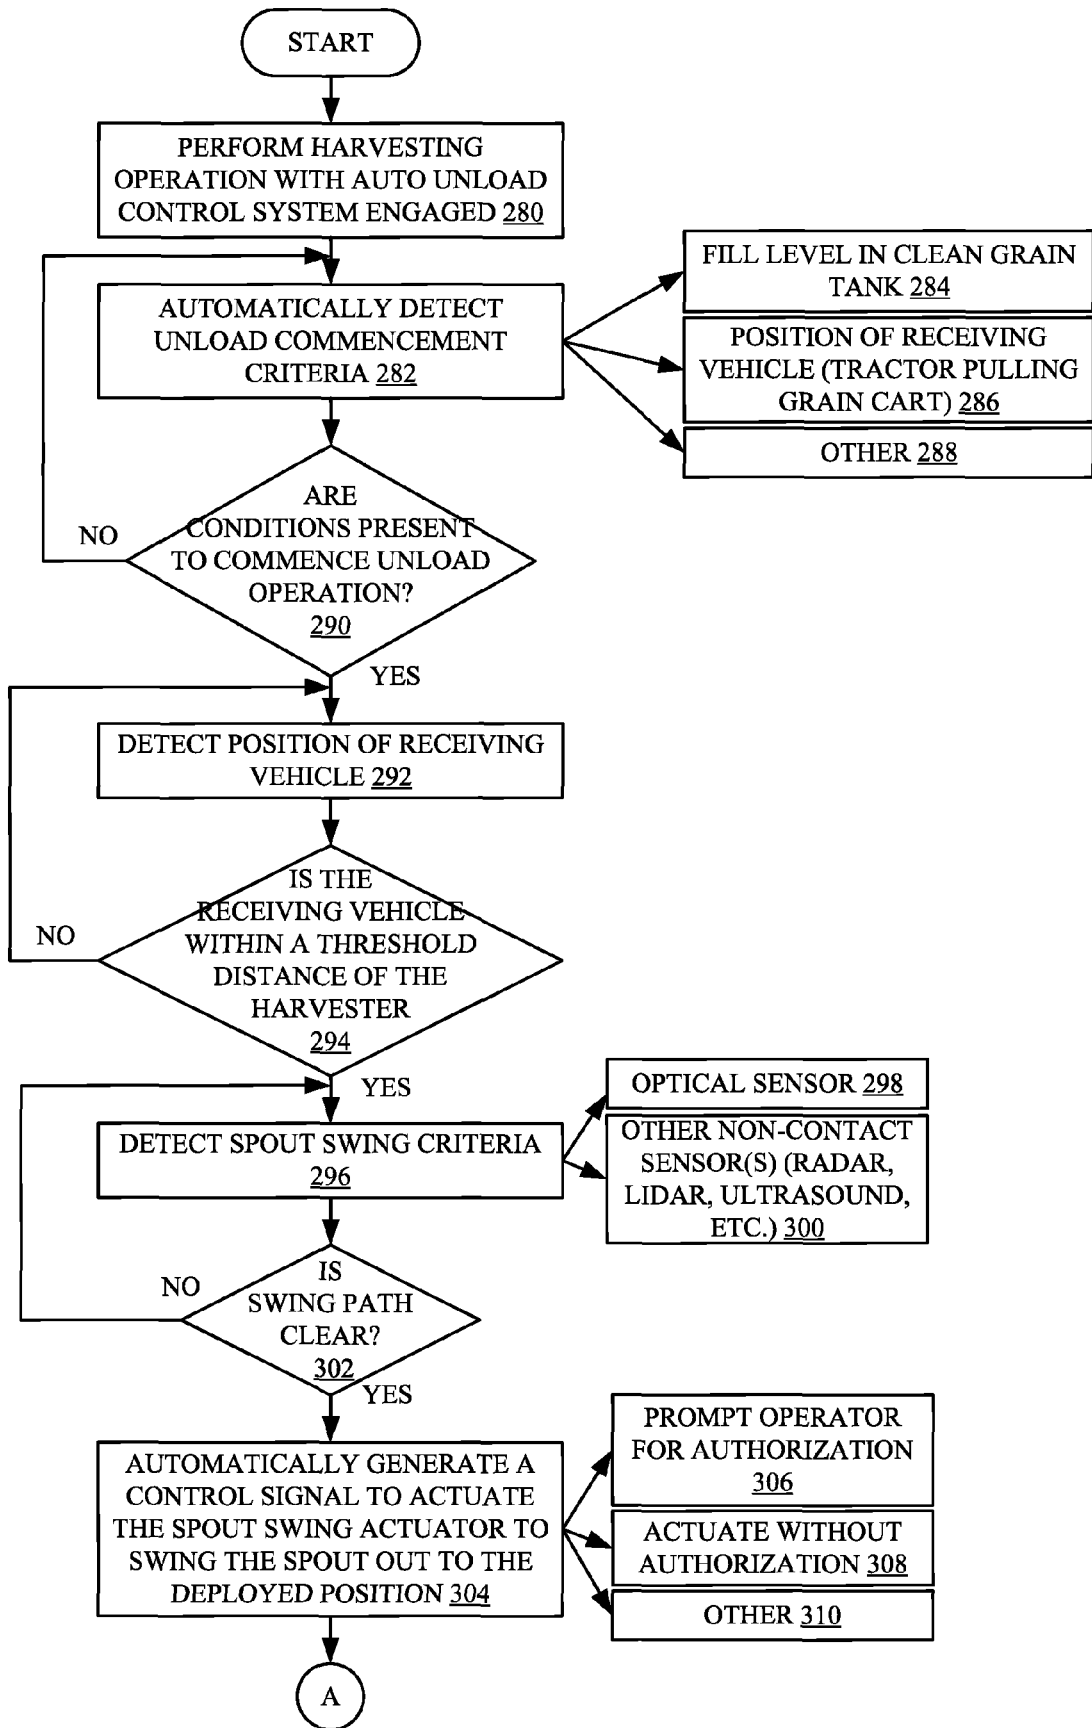 START
PERFORM HARVESTING
OPERATION WITH AUTO UNLOAD
CONTROL SYSTEM ENGAGED 280
AUTOMATICALLY DETECT
UNLOAD COMMENCEMENT
CRITERIA 282
FILL LEVEL IN CLEAN GRAIN
TANK 284
POSITION OF RECEIVING
VEHICLE (TRACTOR PULLING
GRAIN CART) 286
OTHER 288
ARE
CONDITIONS PRESENT
TO COMMENCE UNLOAD
OPERATION?
290
NO
YES
DETECT POSITION OF RECEIVING
VEHICLE 292
IS THE
RECEIVING VEHICLE
WITHIN A THRESHOLD
DISTANCE OF THE
HARVESTER
294
NO
YES
DETECT SPOUT SWING CRITERIA
296
OPTICAL SENSOR 298
OTHER NON-CONTACT
SENSOR(S) (RADAR,
LIDAR, ULTRASOUND,
ETC.) 300
IS
SWING PATH
CLEAR?
302
NO
YES
AUTOMATICALLY GENERATE A
CONTROL SIGNAL TO ACTUATE
THE SPOUT SWING ACTUATOR TO
SWING THE SPOUT OUT TO THE
DEPLOYED POSITION 304
PROMPT OPERATOR
FOR AUTHORIZATION
306
ACTUATE WITHOUT
AUTHORIZATION 308
OTHER 310
A